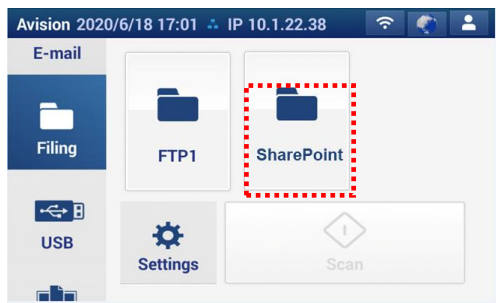 Avision 2020/6/18 17:01 IP 10.1.22.38
E-mail
Filing
FTP1
SharePoint
USB
Settings
Scan